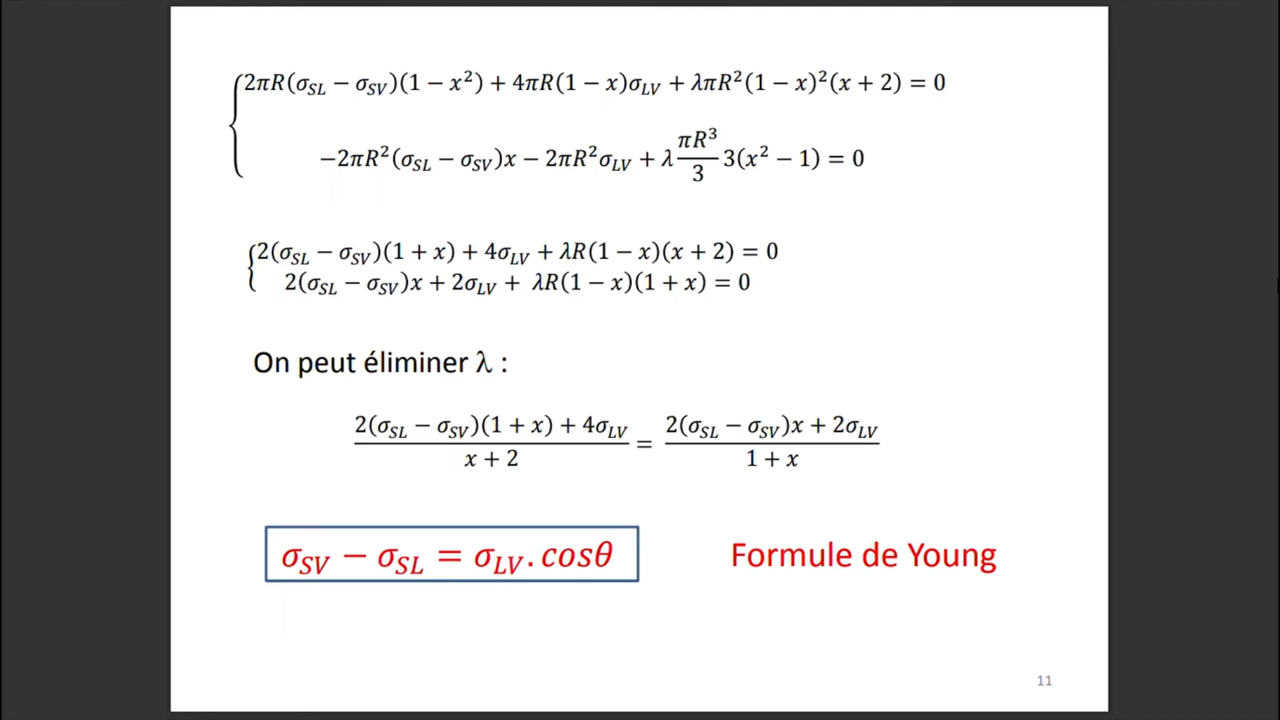 2πR(σ_SL − σ_SV)(1 − x²) + 4πR(1 − x)σ_LV + λπR²(1 − x)²(x + 2) = 0
−2πR²(σ_SL − σ_SV)x − 2πR²σ_LV + λ πR³/3 3(x² − 1) = 0
2(σ_SL − σ_SV)(1 + x) + 4σ_LV + λR(1 − x)(x + 2) = 0
2(σ_SL − σ_SV)x + 2σ_LV + λR(1 − x)(1 + x) = 0
On peut éliminer λ :
(2(σ_SL − σ_SV)(1 + x) + 4σ_LV)/(x + 2) = (2(σ_SL − σ_SV)x + 2σ_LV)/(1 + x)
σ_SV − σ_SL = σ_LV. cosθ Formule de Young
11